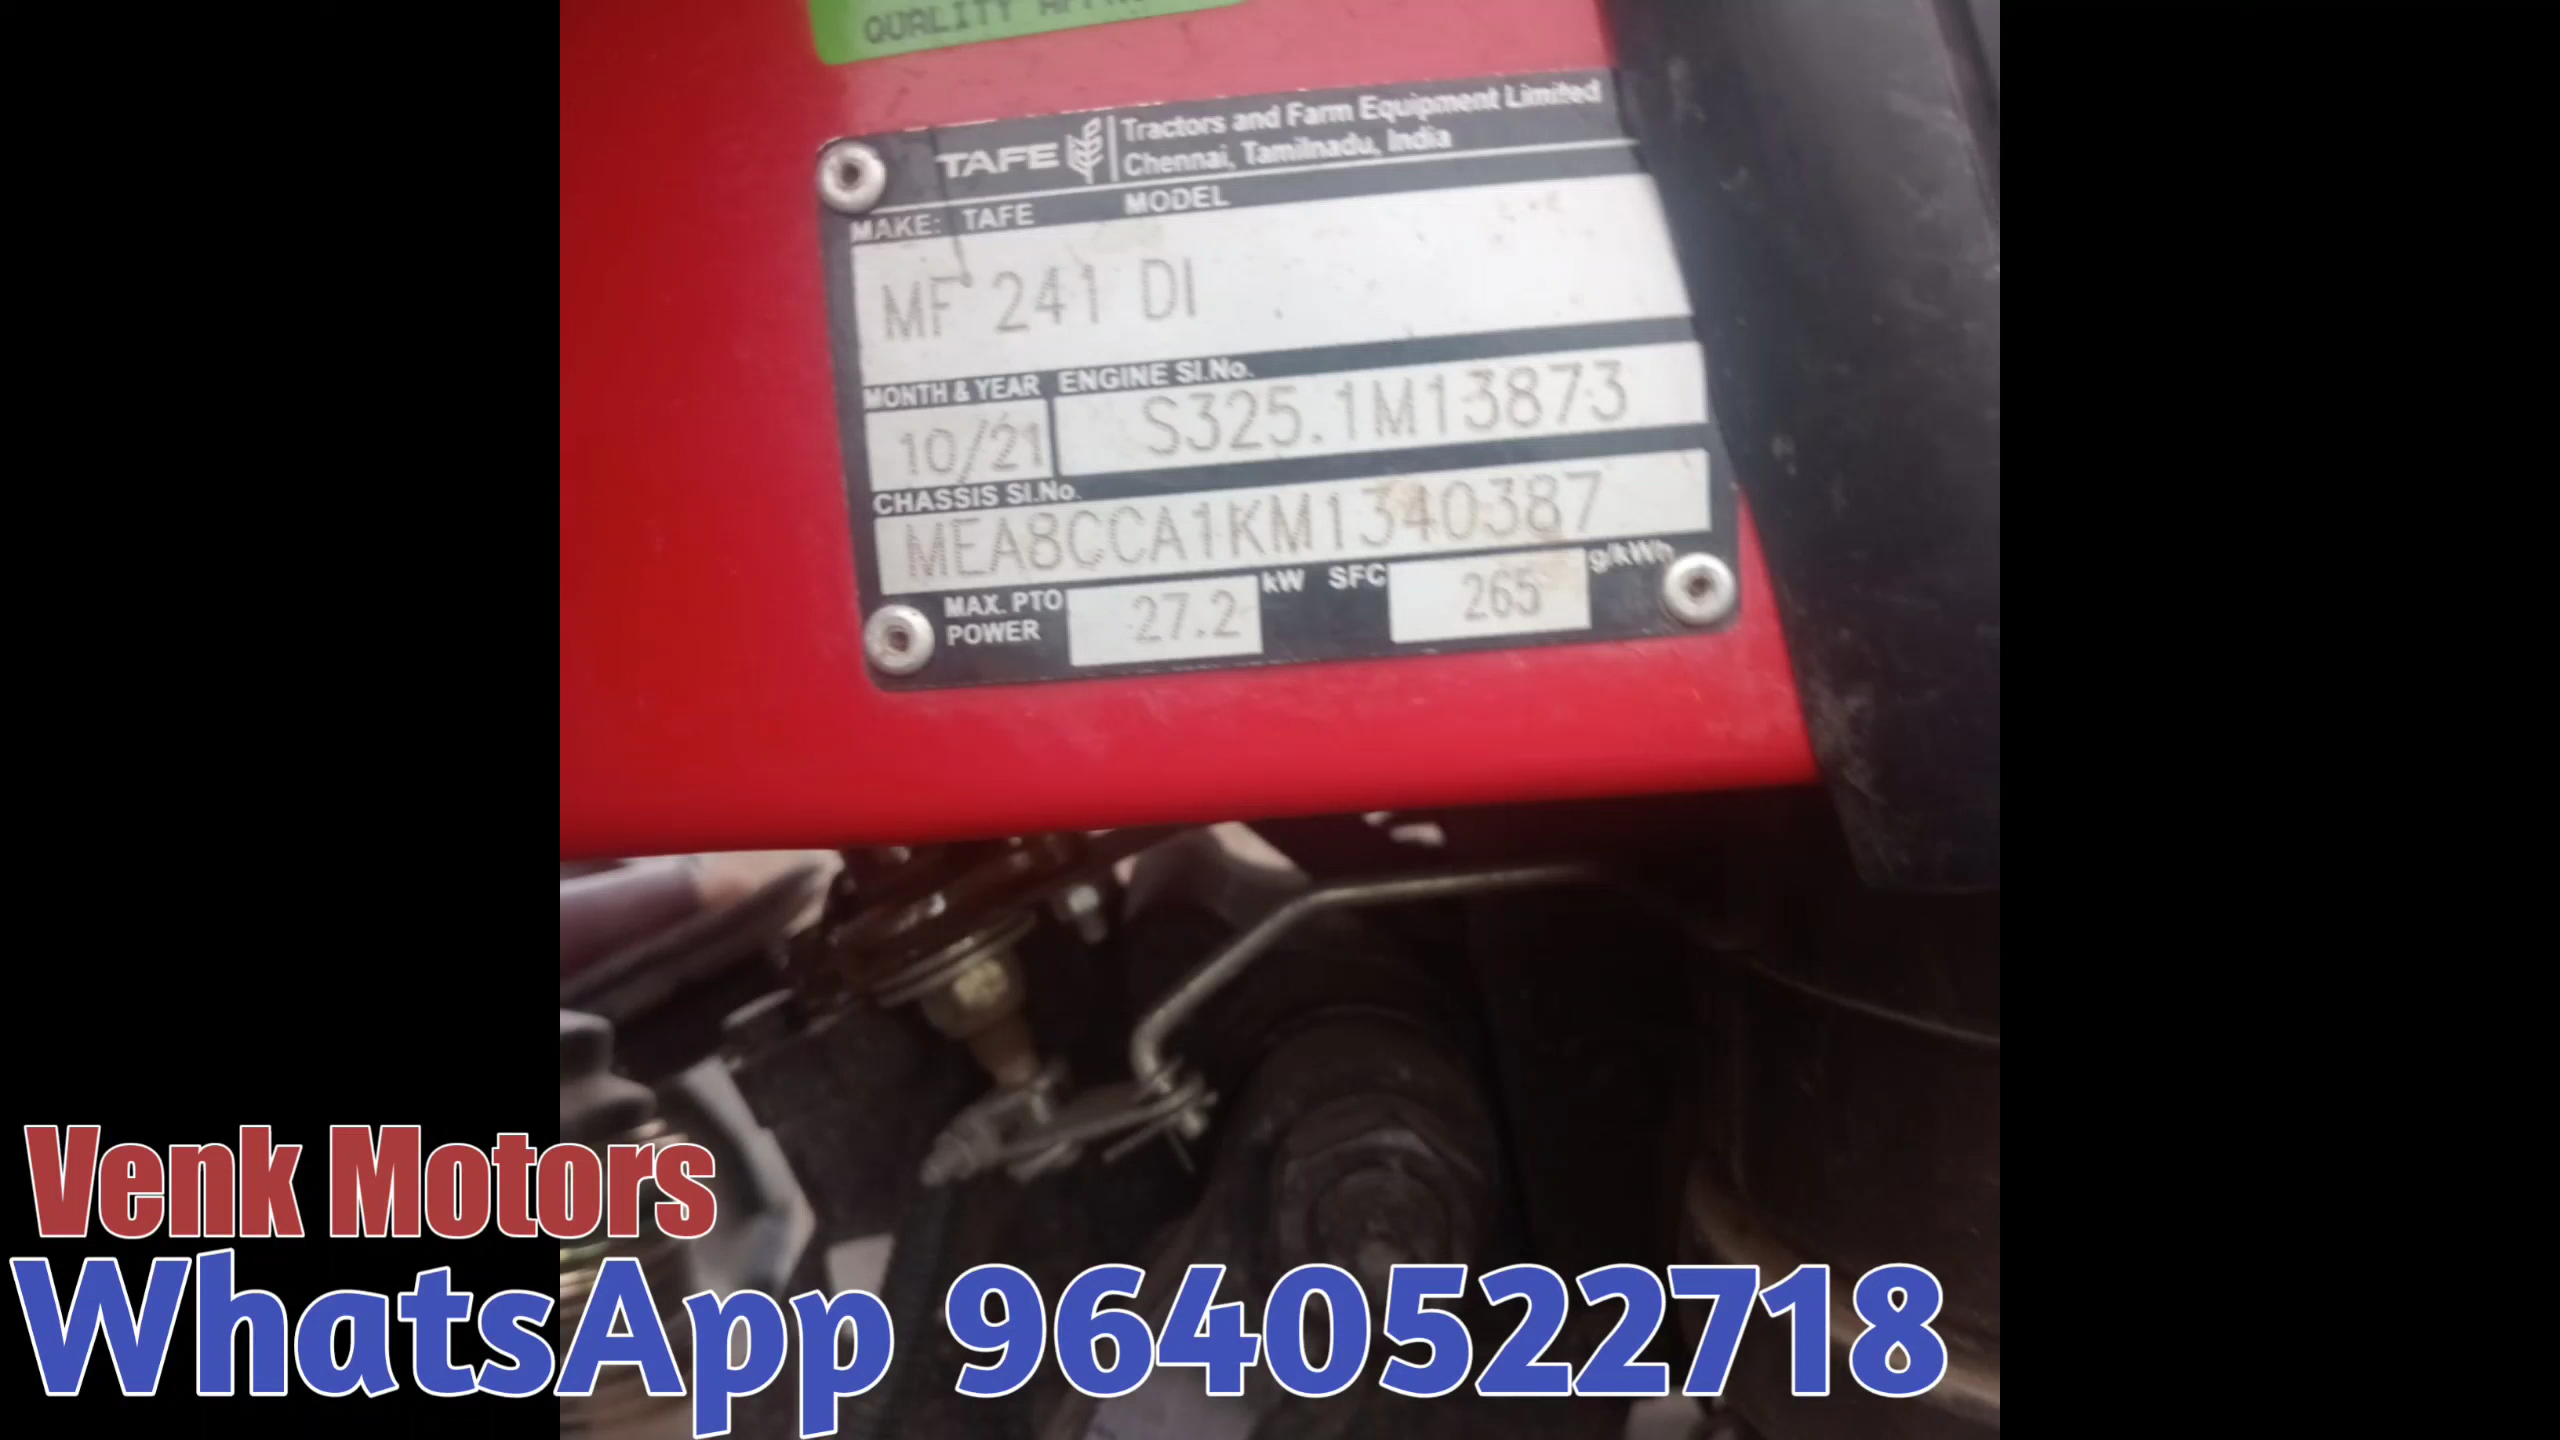 QUALITY
TAFE
Tractors and Farm Equipment Limited
Chennai, Tamilnadu, India
MAKE: TAFE MODEL
MF 241 DI
MONTH & YEAR ENGINE Sl.No.
10/21 S325.1M13873
CHASSIS Sl.No.
MEA8CCA1KM1340387
MAX. PTO POWER 27.2 kW SFC 265 g/kWh
Venk Motors
WhatsApp 9640522718